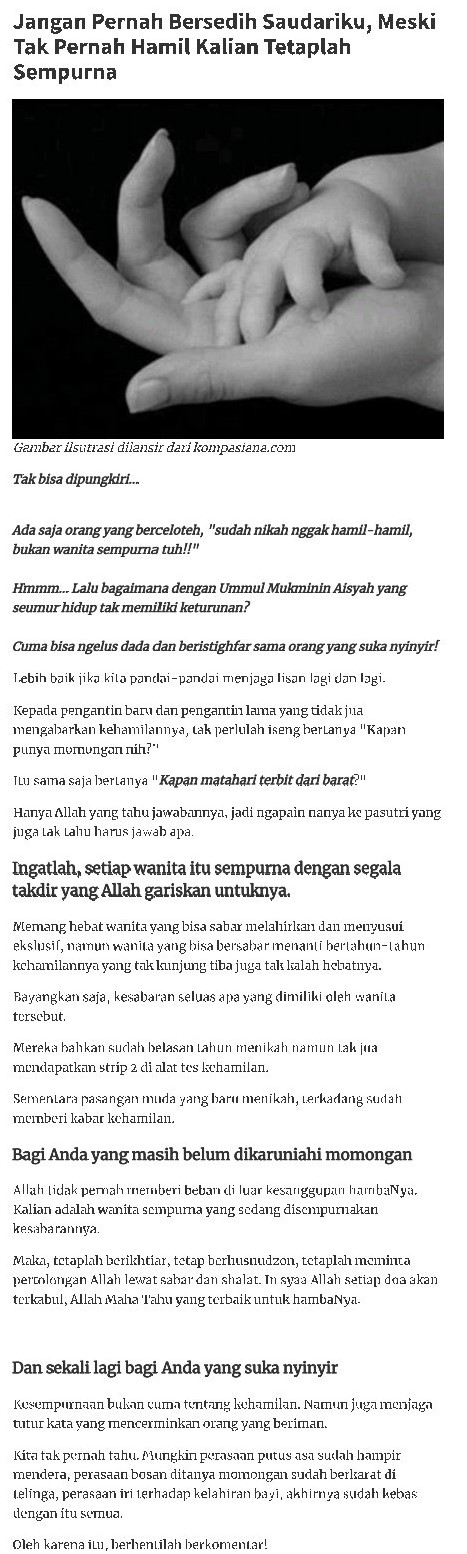 Jangan Pernah Bersedih Saudariku, Meski
Tak Pernah Hamil Kalian Tetaplah
Sempurna
Gambar ilsutrasi dilansir dari kompasiana.com
Tak bisa dipungkiri...
Ada saja orang yang berceloteh, "sudah nikah nggak hamil-hamil,
bukan wanita sempurna tuh!!"
Hmmm... Lalu bagaimana dengan Ummul Mukminin Aisyah yang
seumur hidup tak memiliki keturunan?
Cuma bisa ngelus dada dan beristighfar sama orang yang suka nyinyir!
Lebih baik jika kita pandai-pandai menjaga lisan lagi dan lagi.
Kepada pengantin baru dan pengantin lama yang tidak jua
mengabarkan kehamilannya, tak perlulah iseng bertanya "Kapan
punya momongan nih?"
Itu sama saja bertanya "Kapan matahari terbit dari barat?"
Hanya Allah yang tahu jawabannya, jadi ngapain nanya ke pasutri yang
juga tak tahu harus jawab apa.
Ingatlah, setiap wanita itu sempurna dengan segala
takdir yang Allah gariskan untuknya.
Memang hebat wanita yang bisa sabar melahirkan dan menyusui
ekslusif, namun wanita yang bisa bersabar menanti bertahun-tahun
kehamilannya yang tak kunjung tiba juga tak kalah hebatnya.
Bayangkan saja, kesabaran seluas apa yang dimiliki oleh wanita
tersebut.
Mereka bahkan sudah belasan tahun menikah namun tak jua
mendapatkan strip 2 di alat tes kehamilan.
Sementara pasangan muda yang baru menikah, terkadang sudah
memberi kabar kehamilan.
Bagi Anda yang masih belum dikaruniahi momongan
Allah tidak pernah memberi beban di luar kesanggupan hambaNya.
Kalian adalah wanita sempurna yang sedang disempurnakan
kesabarannya.
Maka, tetaplah berikhtiar, tetap berhusnudzon, tetaplah meminta
pertolongan Allah lewat sabar dan shalat. In syaa Allah setiap doa akan
terkabul, Allah Maha Tahu yang terbaik untuk hambaNya.
Dan sekali lagi bagi Anda yang suka nyinyir
Kesempurnaan bukan cuma tentang kehamilan. Namun juga menjaga
tutur kata yang mencerminkan orang yang beriman.
Kita tak pernah tahu. Mungkin perasaan putus asa sudah hampir
mendera, perasaan bosan ditanya momongan sudah berkarat di
telinga, perasaan iri terhadap kelahiran bayi, akhirnya sudah kebas
dengan itu semua.
Oleh karena itu, berhentilah berkomentar!